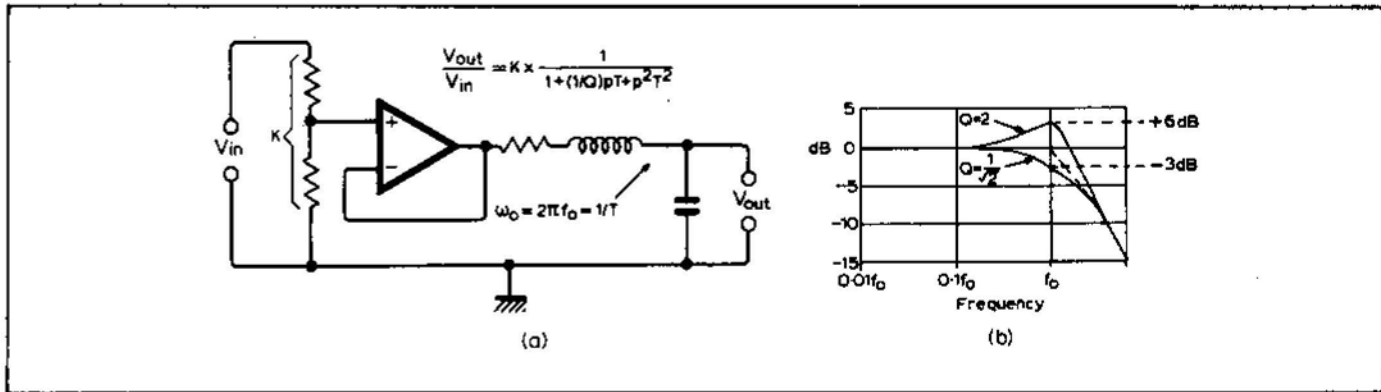 Vout/Vin = K x 1/(1+(1/Q)pT+p²T²)
K
Vin
+
−
ω₀ = 2πf₀ = 1/T
Vout
(a)
5
Q=2
+6dB
dB
0
Q=1/√2
−3dB
−5
−10
−15
0·01f₀
0·1f₀
f₀
Frequency
(b)